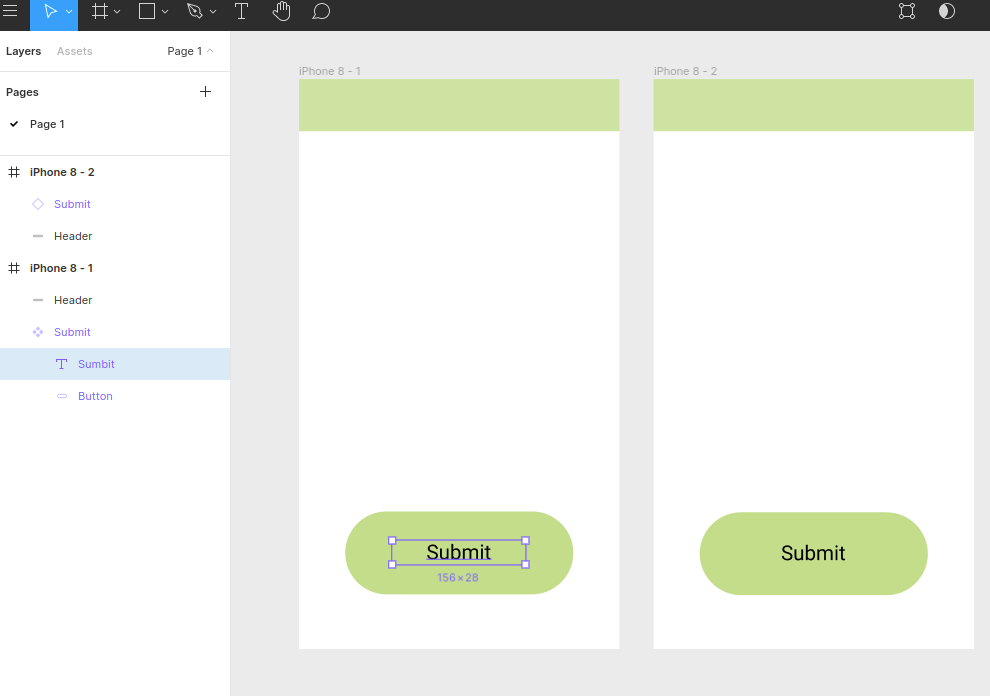 Layers Assets Page 1
Pages
Page 1
iPhone 8 - 2
Submit
Header
iPhone 8 - 1
Header
Submit
Sumbit
Button
iPhone 8 - 1
Submit
156 × 28
iPhone 8 - 2
Submit